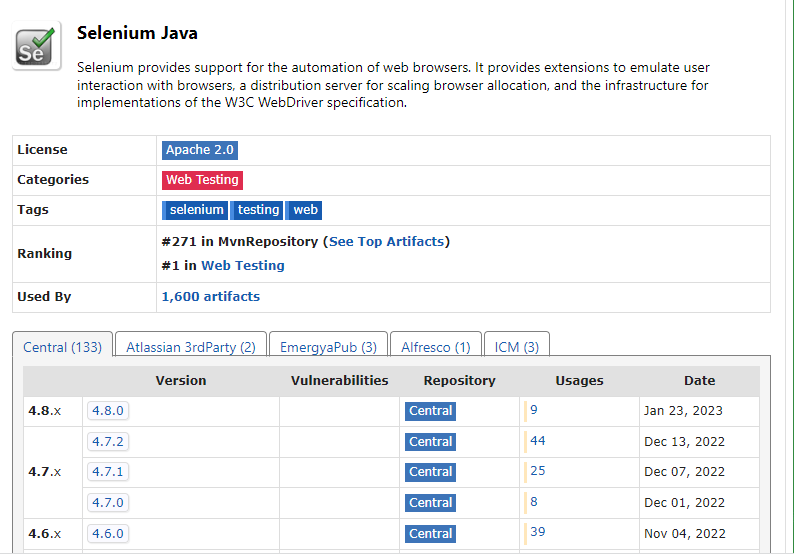 Se
Selenium Java
Selenium provides support for the automation of web browsers. It provides extensions to emulate user
interaction with browsers, a distribution server for scaling browser allocation, and the infrastructure for
implementations of the W3C WebDriver specification.
License Apache 2.0
Categories Web Testing
Tags selenium testing web
Ranking #271 in MvnRepository (See Top Artifacts)
#1 in Web Testing
Used By 1,600 artifacts
Central (133) Atlassian 3rdParty (2) EmergyaPub (3) Alfresco (1) ICM (3)
Version Vulnerabilities Repository Usages Date
4.8.x 4.8.0 Central 9 Jan 23, 2023
4.7.2 Central 44 Dec 13, 2022
4.7.x 4.7.1 Central 25 Dec 07, 2022
4.7.0 Central 8 Dec 01, 2022
4.6.x 4.6.0 Central 39 Nov 04, 2022